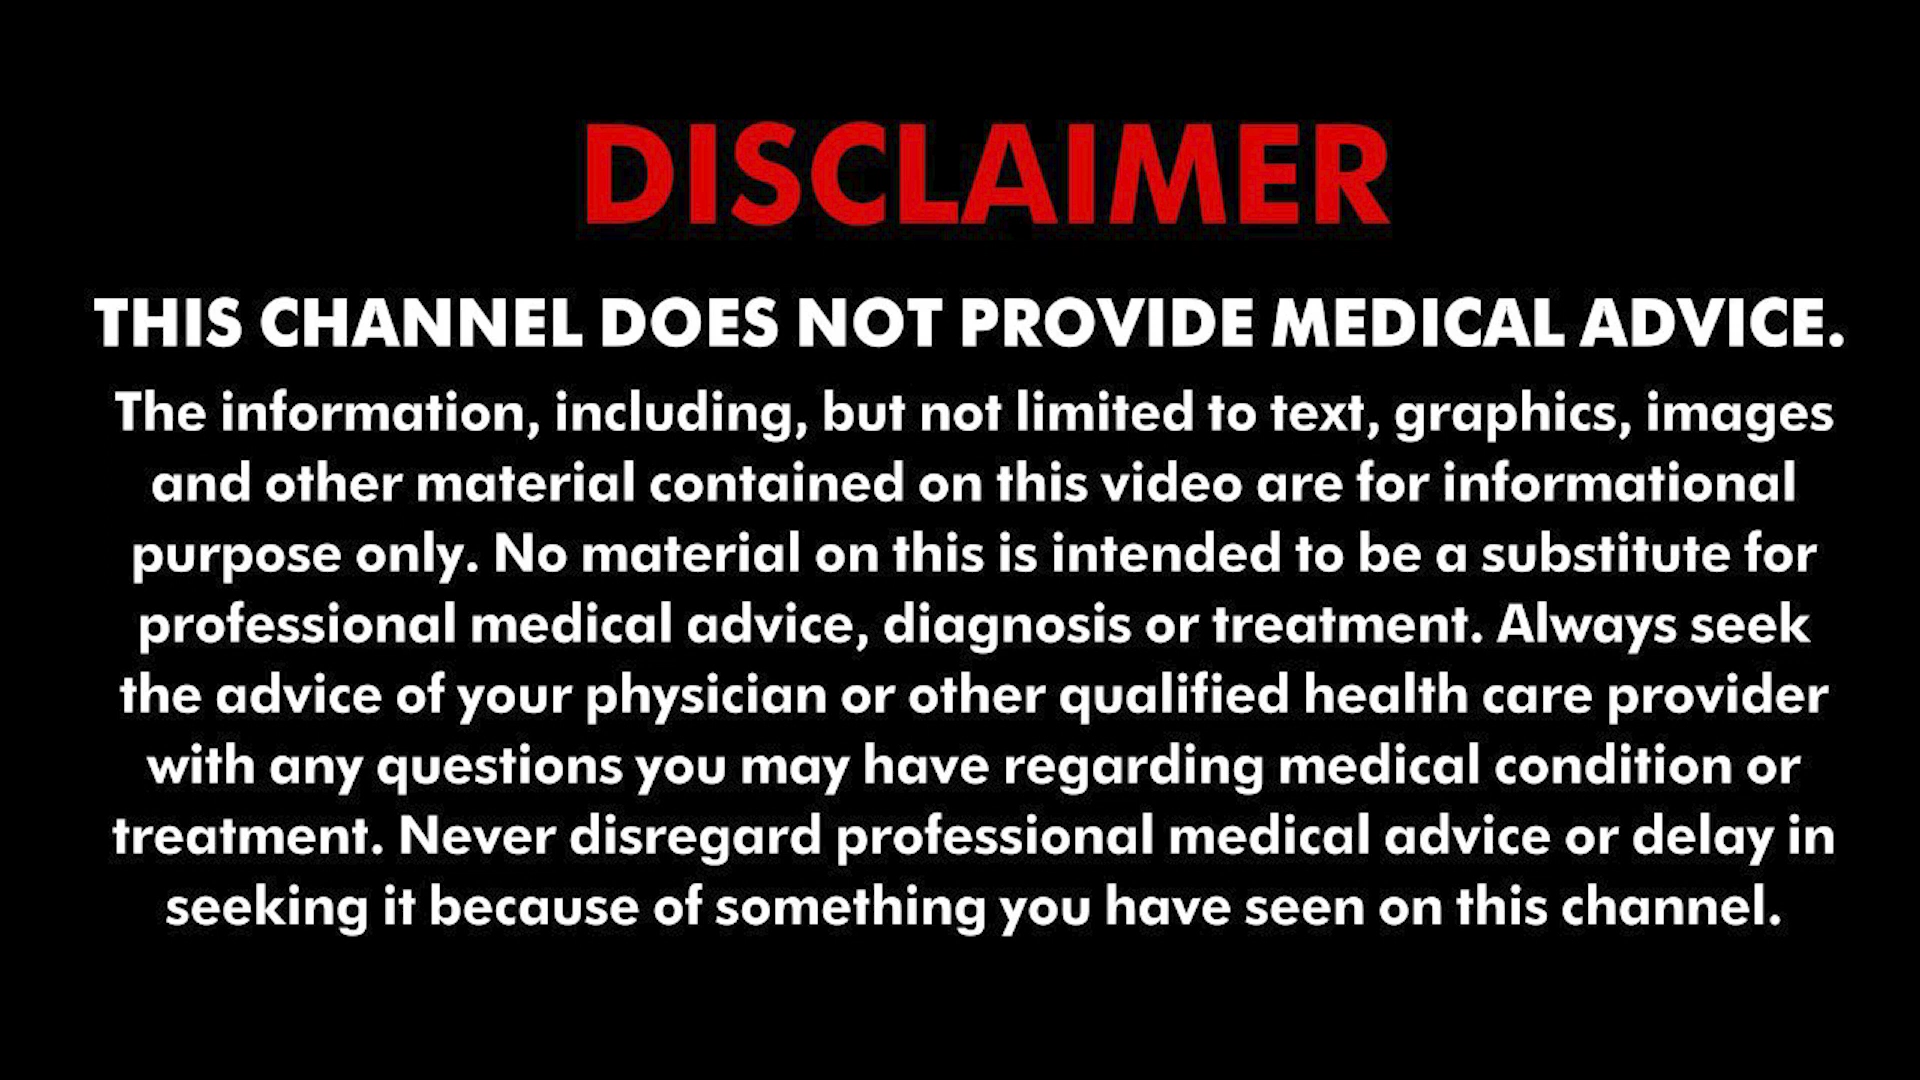 DISCLAIMER
THIS CHANNEL DOES NOT PROVIDE MEDICAL ADVICE.
The information, including, but not limited to text, graphics, images
and other material contained on this video are for informational
purpose only. No material on this is intended to be a substitute for
professional medical advice, diagnosis or treatment. Always seek
the advice of your physician or other qualified health care provider
with any questions you may have regarding medical condition or
treatment. Never disregard professional medical advice or delay in
seeking it because of something you have seen on this channel.